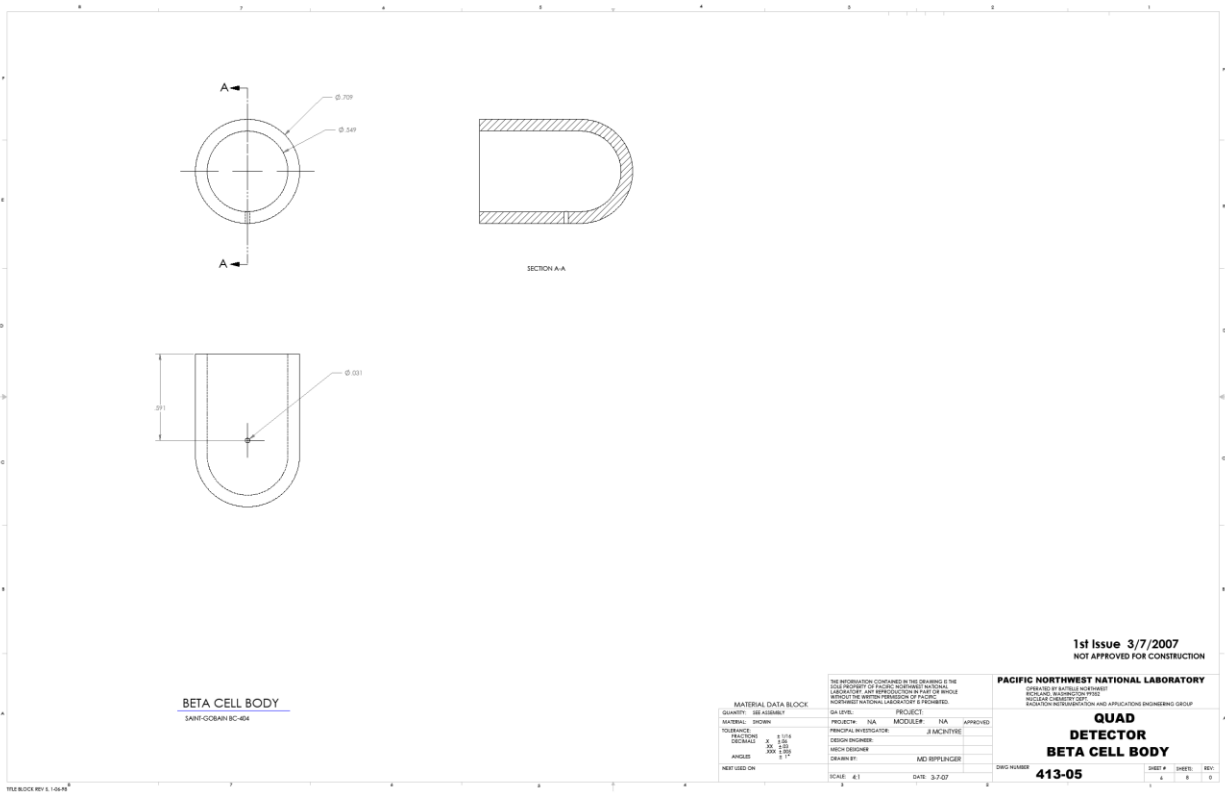 A
A
Ø.709
Ø.549
SECTION A-A
.591
Ø.031
BETA CELL BODY
SAINT-GOBAIN BC-404
1st Issue 3/7/2007
NOT APPROVED FOR CONSTRUCTION
MATERIAL DATA BLOCK
QUANTITY: SEE ASSEMBLY
MATERIAL: SHOWN
TOLERANCE:
FRACTIONS ± 1/16
DECIMALS .X
.XX
.XXX
ANGLES ± 1°
NEXT USED ON
THE INFORMATION CONTAINED IN THIS DRAWING IS THE
SOLE PROPERTY OF PACIFIC NORTHWEST NATIONAL
LABORATORY. ANY REPRODUCTION IN PART OR WHOLE
WITHOUT THE WRITTEN PERMISSION OF PACIFIC
NORTHWEST NATIONAL LABORATORY IS PROHIBITED.
QA LEVEL: PROJECT:
PROJECT#: NA MODULE#: NA APPROVED
PRINCIPAL INVESTIGATOR: JI MCINTYRE
DESIGN ENGINEER:
MECH DESIGNER
DRAWN BY: MD RIPPLINGER
SCALE: 4:1 DATE: 3-7-07
PACIFIC NORTHWEST NATIONAL LABORATORY
OPERATED BY BATTELLE NORTHWEST
RICHLAND, WASHINGTON 99352
NUCLEAR CHEMISTRY DEPT.
RADIATION INSTRUMENTATION AND APPLICATIONS ENGINEERING GROUP
QUAD
DETECTOR
BETA CELL BODY
DWG NUMBER 413-05
SHEET # SHEETS: 8 REV: 0
TITLE BLOCK REV 5, 1-06-98